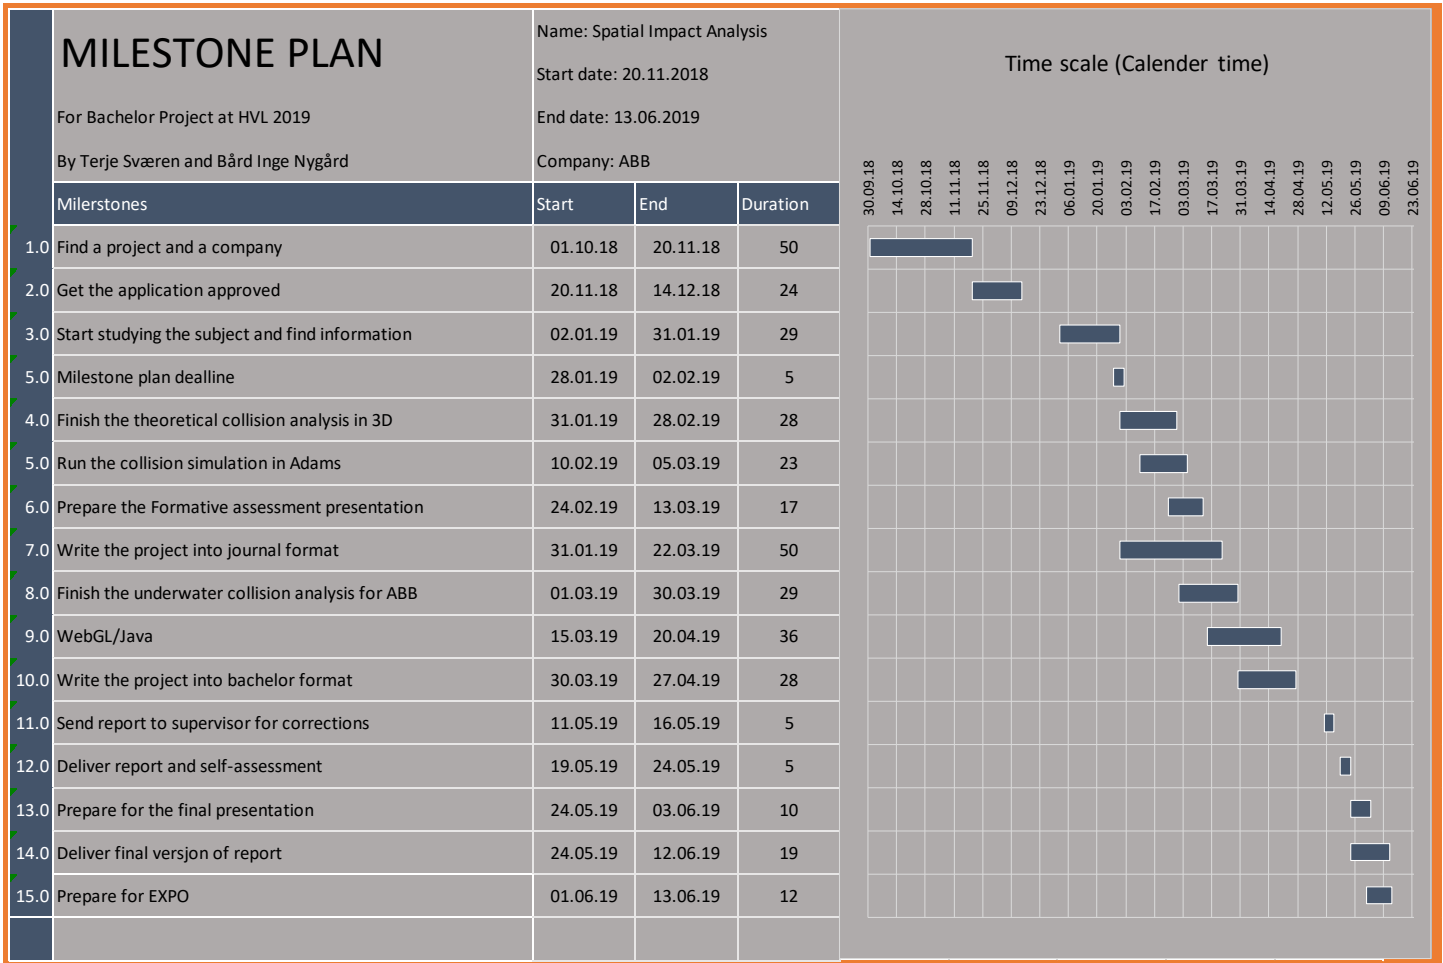 MILESTONE PLAN
For Bachelor Project at HVL 2019
By Terje Sværen and Bård Inge Nygård
Name: Spatial Impact Analysis
Start date: 20.11.2018
End date: 13.06.2019
Company: ABB
Time scale (Calender time)
30.09.18 14.10.18 28.10.18 11.11.18 25.11.18 09.12.18 23.12.18 06.01.19 20.01.19 03.02.19 17.02.19 03.03.19 17.03.19 31.03.19 14.04.19 28.04.19 12.05.19 26.05.19 09.06.19 23.06.19
Milerstones Start End Duration
1.0 Find a project and a company 01.10.18 20.11.18 50
2.0 Get the application approved 20.11.18 14.12.18 24
3.0 Start studying the subject and find information 02.01.19 31.01.19 29
5.0 Milestone plan dealline 28.01.19 02.02.19 5
4.0 Finish the theoretical collision analysis in 3D 31.01.19 28.02.19 28
5.0 Run the collision simulation in Adams 10.02.19 05.03.19 23
6.0 Prepare the Formative assessment presentation 24.02.19 13.03.19 17
7.0 Write the project into journal format 31.01.19 22.03.19 50
8.0 Finish the underwater collision analysis for ABB 01.03.19 30.03.19 29
9.0 WebGL/Java 15.03.19 20.04.19 36
10.0 Write the project into bachelor format 30.03.19 27.04.19 28
11.0 Send report to supervisor for corrections 11.05.19 16.05.19 5
12.0 Deliver report and self-assessment 19.05.19 24.05.19 5
13.0 Prepare for the final presentation 24.05.19 03.06.19 10
14.0 Deliver final versjon of report 24.05.19 12.06.19 19
15.0 Prepare for EXPO 01.06.19 13.06.19 12